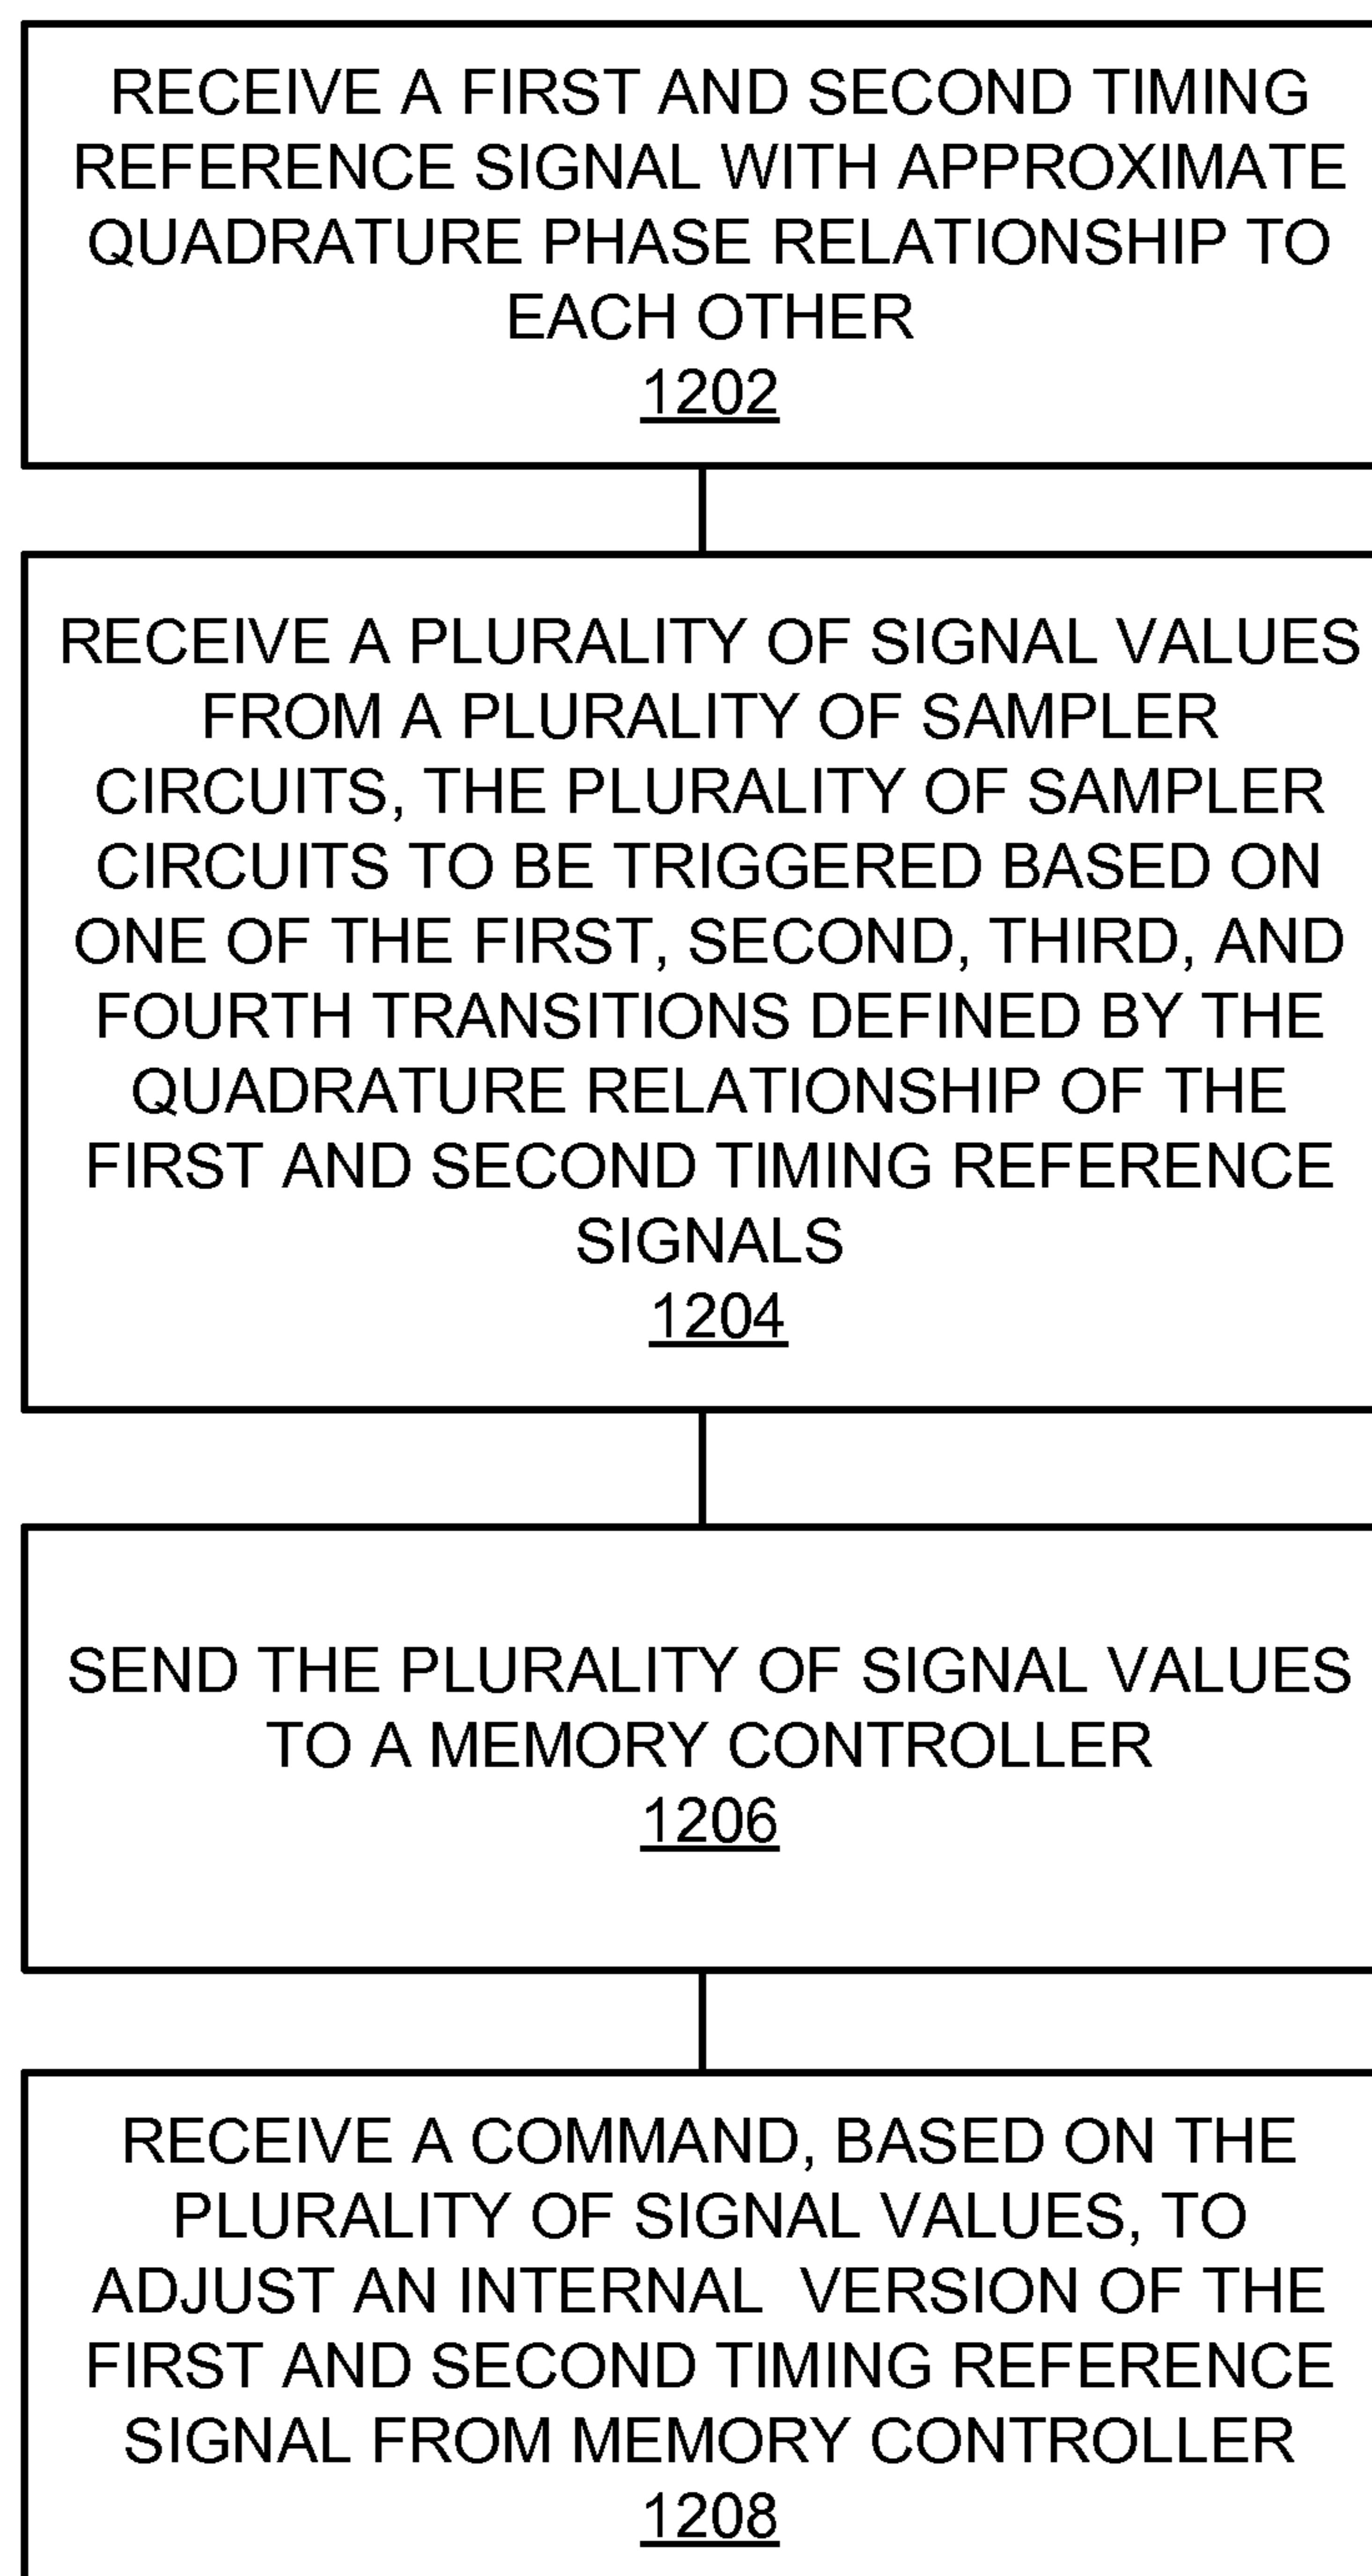 RECEIVE A FIRST AND SECOND TIMING
REFERENCE SIGNAL WITH APPROXIMATE
QUADRATURE PHASE RELATIONSHIP TO
EACH OTHER
1202
RECEIVE A PLURALITY OF SIGNAL VALUES
FROM A PLURALITY OF SAMPLER
CIRCUITS, THE PLURALITY OF SAMPLER
CIRCUITS TO BE TRIGGERED BASED ON
ONE OF THE FIRST, SECOND, THIRD, AND
FOURTH TRANSITIONS DEFINED BY THE
QUADRATURE RELATIONSHIP OF THE
FIRST AND SECOND TIMING REFERENCE
SIGNALS
1204
SEND THE PLURALITY OF SIGNAL VALUES
TO A MEMORY CONTROLLER
1206
RECEIVE A COMMAND, BASED ON THE
PLURALITY OF SIGNAL VALUES, TO
ADJUST AN INTERNAL VERSION OF THE
FIRST AND SECOND TIMING REFERENCE
SIGNAL FROM MEMORY CONTROLLER
1208